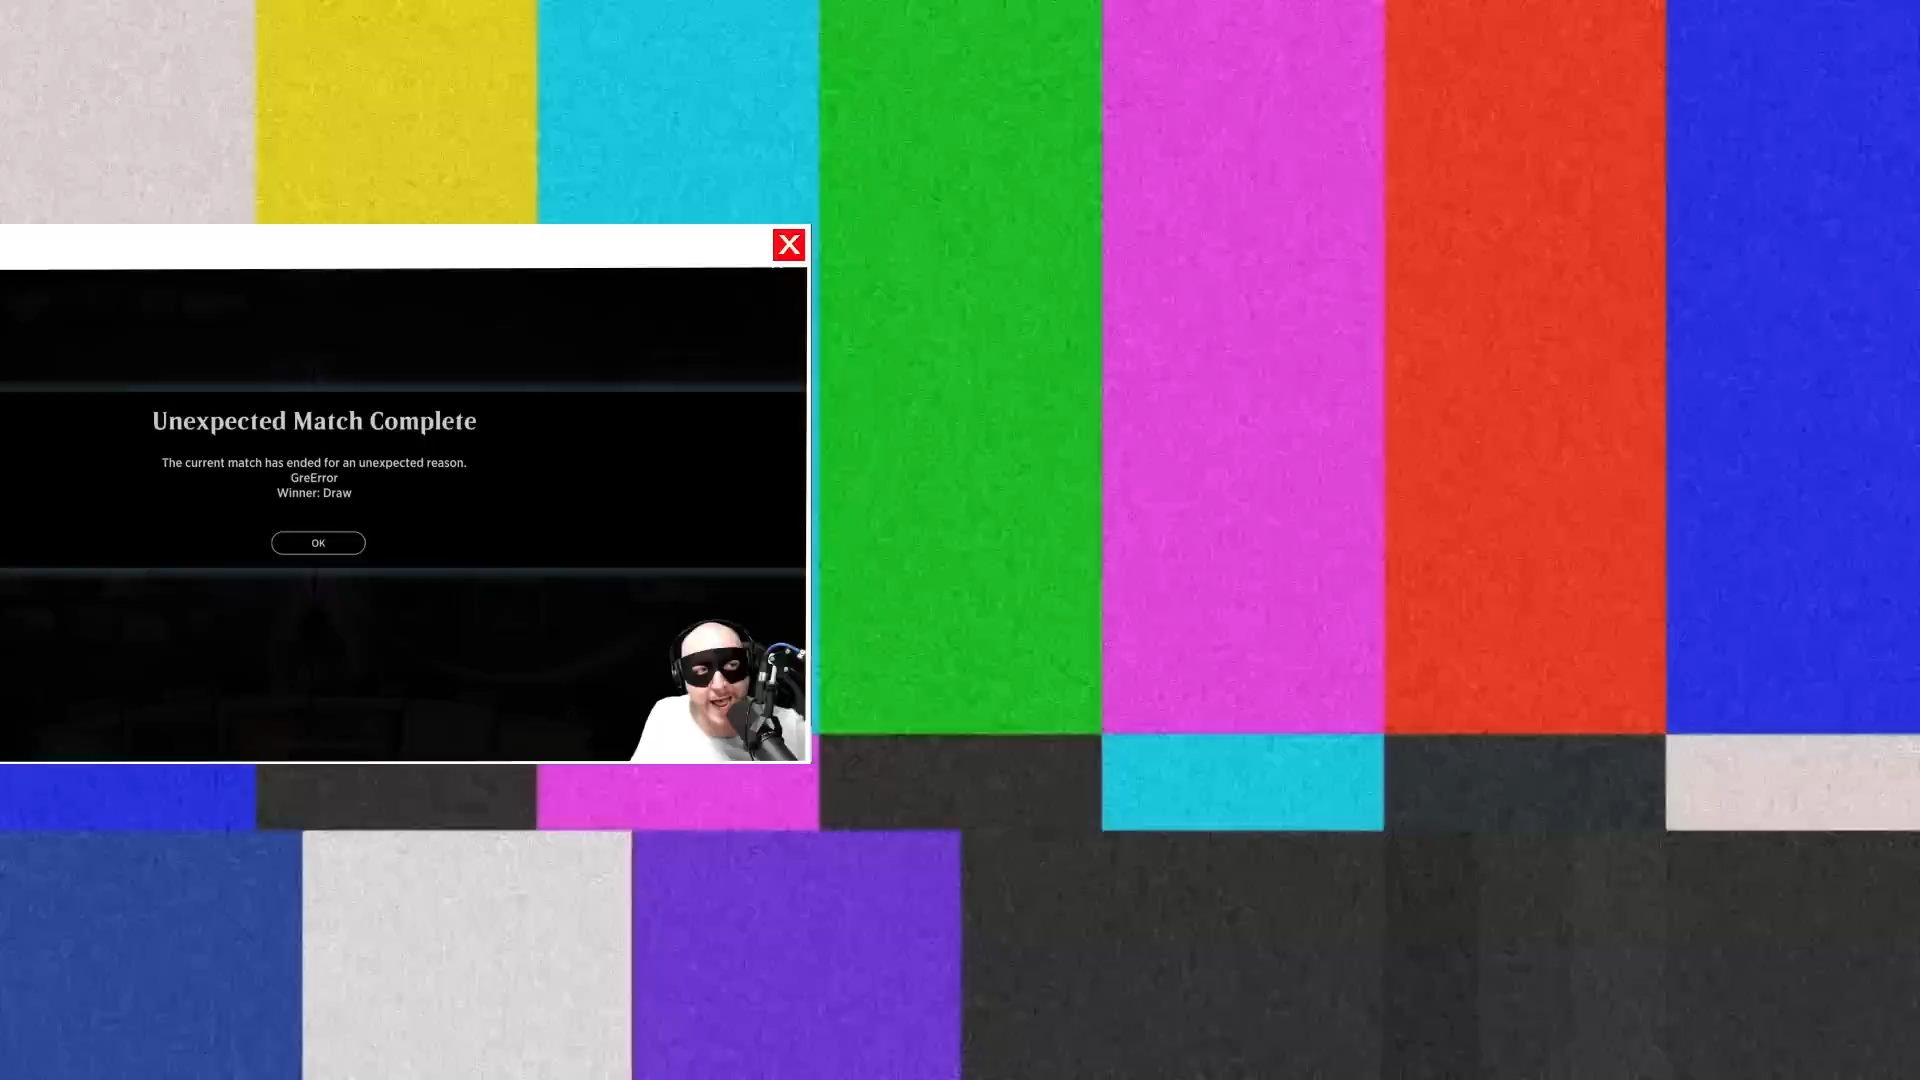 X
Unexpected Match Complete
The current match has ended for an unexpected reason.
GreError
Winner: Draw
OK